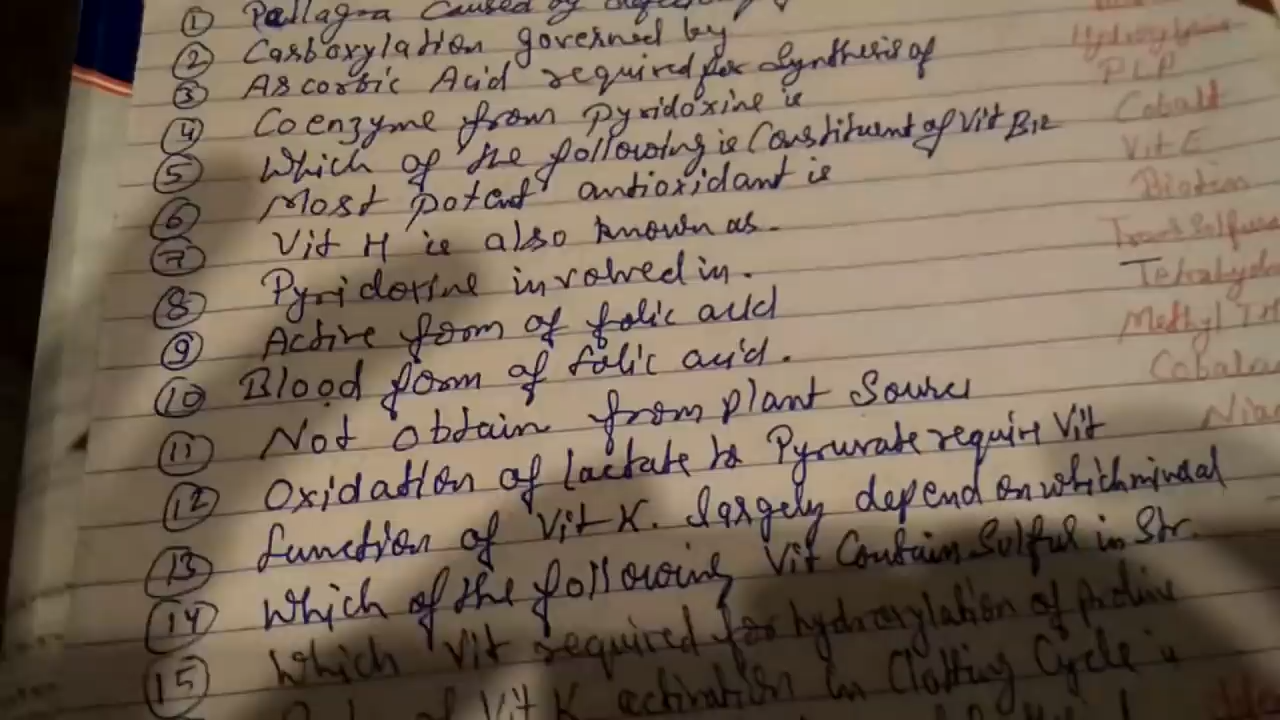 ① Pallagra Caused by
② Carboxylation governed by
③ Ascorbic Acid required for Synthesis of
④ Coenzyme from Pyridoxine is PLP
⑤ Which of the following is Constituent of Vit B12 Cobalt
⑥ Most potent antioxidant is Vit E
⑦ Vit H is also known as. Biotin
⑧ Pyridoxine involved in.
⑨ Active form of folic acid
⑩ Blood form of folic acid. Methyl
⑪ Not obtain from plant Source
⑫ Oxidation of lactate to Pyruvate require Vit
⑬ function of Vit K. largely depend on which mineral
⑭ Which of the following Vit Contain Sulful in Str.
⑮ Which Vit required for hydroxylation of proline
of Vit K activation in Clotting Cycle is